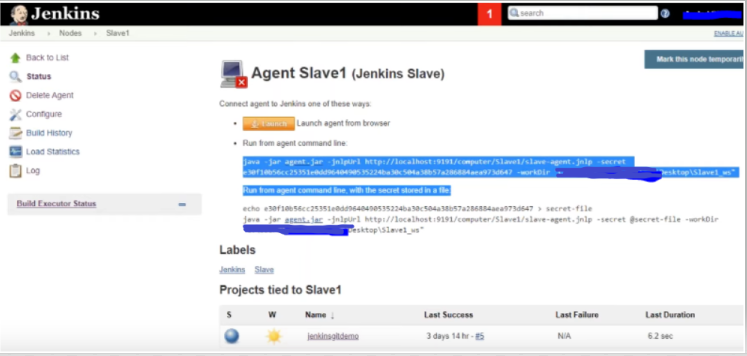 Jenkins
1
search
Jenkins
Nodes
Slave1
ENABLE AU
Back to List
Status
Delete Agent
Configure
Build History
Load Statistics
Log
Build Executor Status
Mark this node temporaril
Agent Slave1 (Jenkins Slave)
Connect agent to Jenkins one of these ways:
Launch Launch agent from browser
Run from agent command line:
java -jar agent.jar -jnlpUrl http://localhost:9191/computer/Slave1/slave-agent.jnlp -secret
e30f10b56cc25351e0dd9640490535224ba30c504a38b57a286884aea973d647 -workDir Desktop\Slave1_ws"
Run from agent command line, with the secret stored in a file:
echo e30f10b56cc25351e0dd9640490535224ba30c504a38b57a286884aea973d647 > secret-file
java -jar agent.jar -jnlpUrl http://localhost:9191/computer/Slave1/slave-agent.jnlp -secret @secret-file -workDir
Desktop\Slave1_ws"
Labels
Jenkins Slave
Projects tied to Slave1
S W Name ↓ Last Success Last Failure Last Duration
jenkinsgitdemo 3 days 14 hr - #5 N/A 6.2 sec